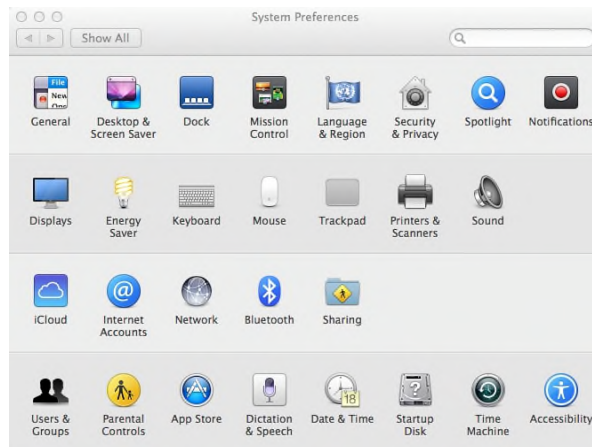 System Preferences
Show All
File
New
One
General
Desktop &
Screen Saver
Dock
Mission
Control
Language
& Region
Security
& Privacy
Spotlight
Notifications
Displays
Energy
Saver
Keyboard
Mouse
Trackpad
Printers &
Scanners
Sound
iCloud
@
Internet
Accounts
Network
Bluetooth
Sharing
Users &
Groups
Parental
Controls
App Store
Dictation
& Speech
18
Date & Time
?
Startup
Disk
Time
Machine
Accessibility